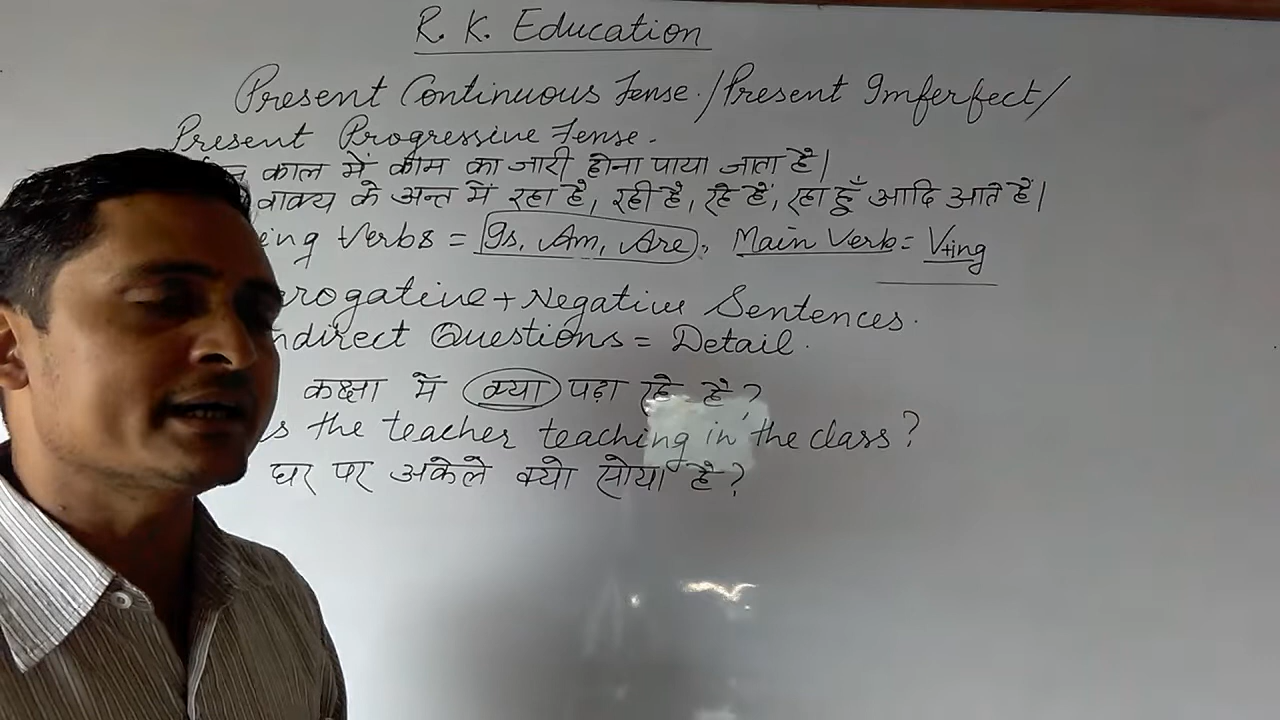 R. K. Education
Present Continuous Tense. / Present Imperfect /
Present Progressive Tense.
काल में काम का जारी होना पाया जाता है।
वाक्य के अन्त में रहा है, रही है, रहे हैं, रहा हूँ आदि आते हैं।
ing Verbs = Is, Am, Are, Main Verb = V+ing
rogative + Negative Sentences.
ndirect Questions = Detail.
कक्षा में क्या पढ़ा रहे हैं?
s the teacher teaching in the class?
घर पर अकेले क्यो सोया है?